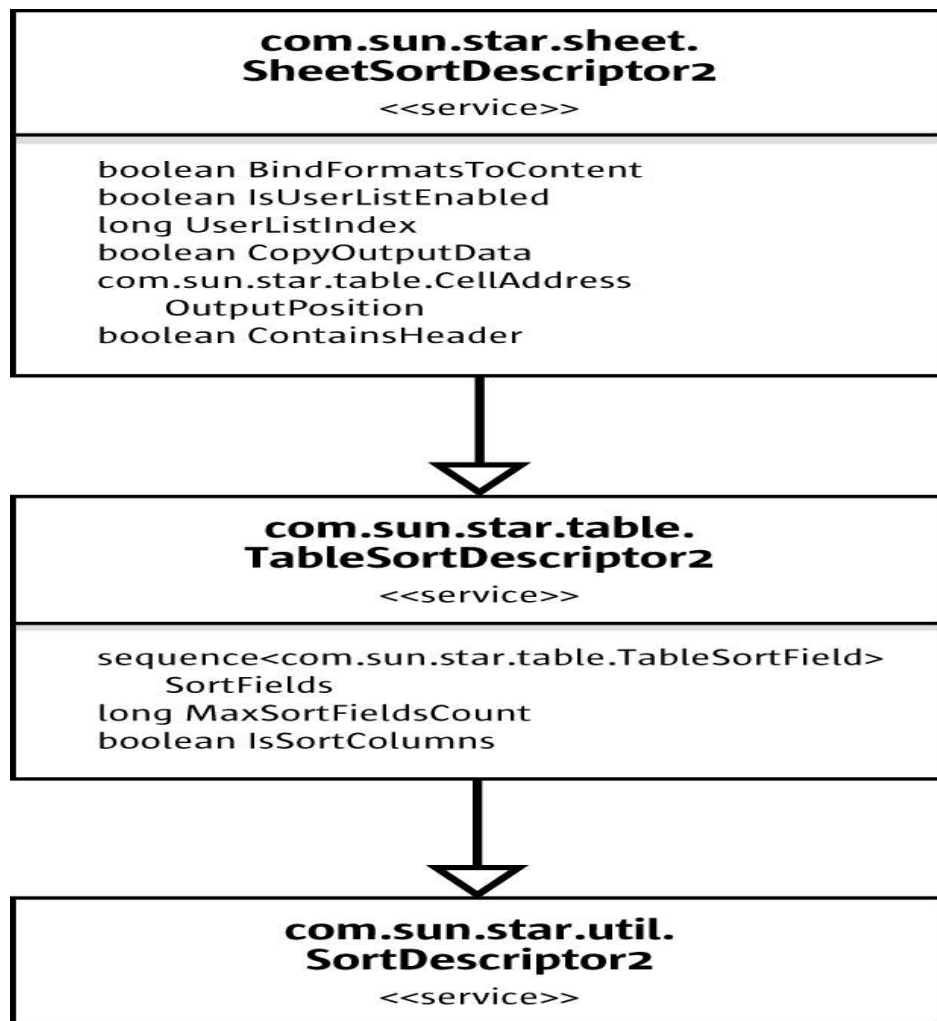 com.sun.star.sheet.
SheetSortDescriptor2
<<service>>
boolean BindFormatsToContent
boolean IsUserListEnabled
long UserListIndex
boolean CopyOutputData
com.sun.star.table.CellAddress
OutputPosition
boolean ContainsHeader
com.sun.star.table.
TableSortDescriptor2
<<service>>
sequence<com.sun.star.table.TableSortField>
SortFields
long MaxSortFieldsCount
boolean IsSortColumns
com.sun.star.util.
SortDescriptor2
<<service>>